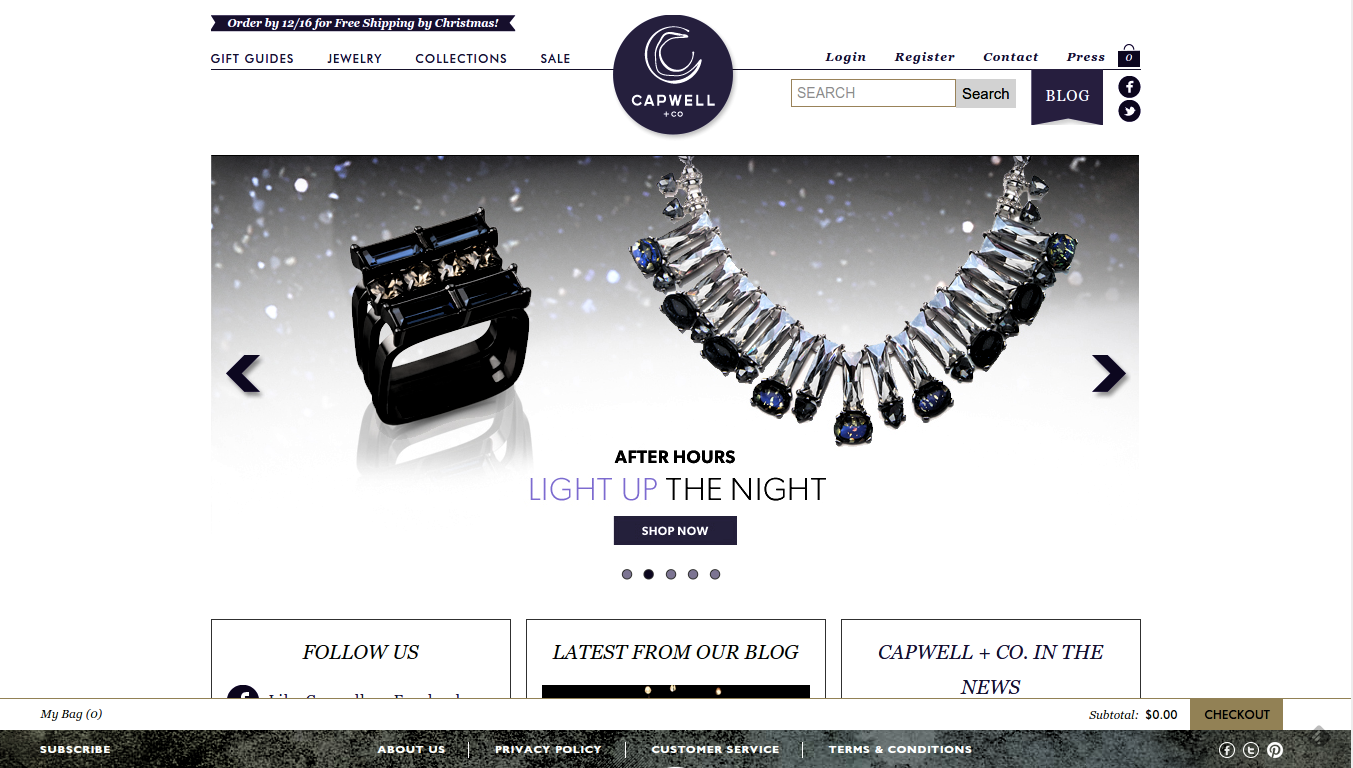 Order by 12/16 for Free Shipping by Christmas!
GIFT GUIDES JEWELRY COLLECTIONS SALE
CAPWELL
+ CO
Login Register Contact Press 0
SEARCH Search
BLOG
AFTER HOURS
LIGHT UP THE NIGHT
SHOP NOW
FOLLOW US
LATEST FROM OUR BLOG
CAPWELL + CO. IN THE
NEWS
My Bag (0)
Subtotal: $0.00 CHECKOUT
SUBSCRIBE ABOUT US PRIVACY POLICY CUSTOMER SERVICE TERMS & CONDITIONS